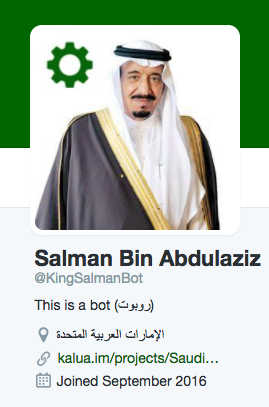 Salman Bin Abdulaziz
@KingSalmanBot
This is a bot (روبوت)
الإمارات العربية المتحدة
kalua.im/projects/Saudi…
Joined September 2016